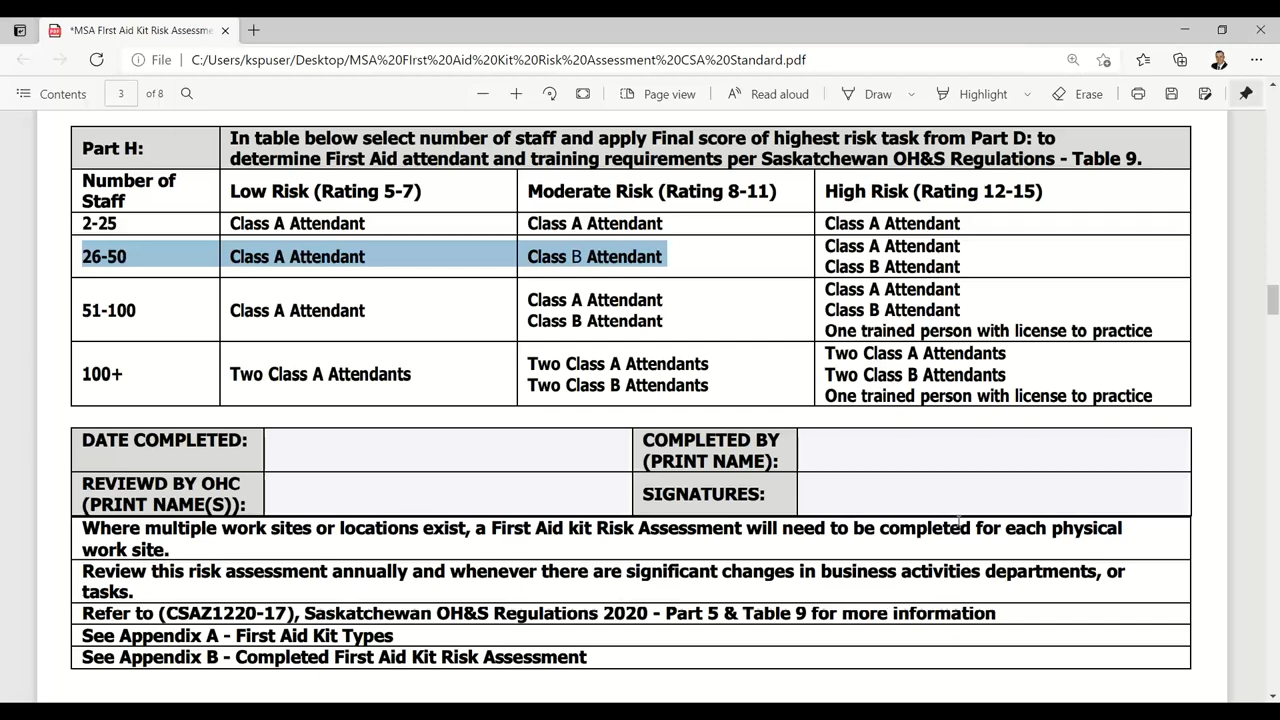 *MSA FIrst Aid Kit Risk Assessme
File
C:/Users/kspuser/Desktop/MSA%20FIrst%20Aid%20Kit%20Risk%20Assessment%20CSA%20Standard.pdf
Contents
3
of 8
Page view
Read aloud
Draw
Highlight
Erase
Part H:
In table below select number of staff and apply Final score of highest risk task from Part D: to
determine First Aid attendant and training requirements per Saskatchewan OH&S Regulations - Table 9.
Number of
Staff
Low Risk (Rating 5-7)
Moderate Risk (Rating 8-11)
High Risk (Rating 12-15)
2-25
Class A Attendant
Class A Attendant
Class A Attendant
26-50
Class A Attendant
Class B Attendant
Class A Attendant
Class B Attendant
51-100
Class A Attendant
Class A Attendant
Class B Attendant
Class A Attendant
Class B Attendant
One trained person with license to practice
100+
Two Class A Attendants
Two Class A Attendants
Two Class B Attendants
Two Class A Attendants
Two Class B Attendants
One trained person with license to practice
DATE COMPLETED:
COMPLETED BY
(PRINT NAME):
REVIEWD BY OHC
(PRINT NAME(S)):
SIGNATURES:
Where multiple work sites or locations exist, a First Aid kit Risk Assessment will need to be completed for each physical
work site.
Review this risk assessment annually and whenever there are significant changes in business activities departments, or
tasks.
Refer to (CSAZ1220-17), Saskatchewan OH&S Regulations 2020 - Part 5 & Table 9 for more information
See Appendix A - First Aid Kit Types
See Appendix B - Completed First Aid Kit Risk Assessment